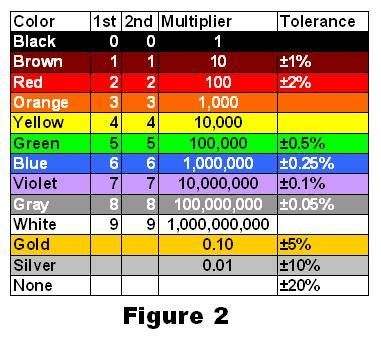 Color 1st 2nd Multiplier Tolerance
Black 0 0 1
Brown 1 1 10 ±1%
Red 2 2 100 ±2%
Orange 3 3 1,000
Yellow 4 4 10,000
Green 5 5 100,000 ±0.5%
Blue 6 6 1,000,000 ±0.25%
Violet 7 7 10,000,000 ±0.1%
Gray 8 8 100,000,000 ±0.05%
White 9 9 1,000,000,000
Gold 0.10 ±5%
Silver 0.01 ±10%
None ±20%
Figure 2